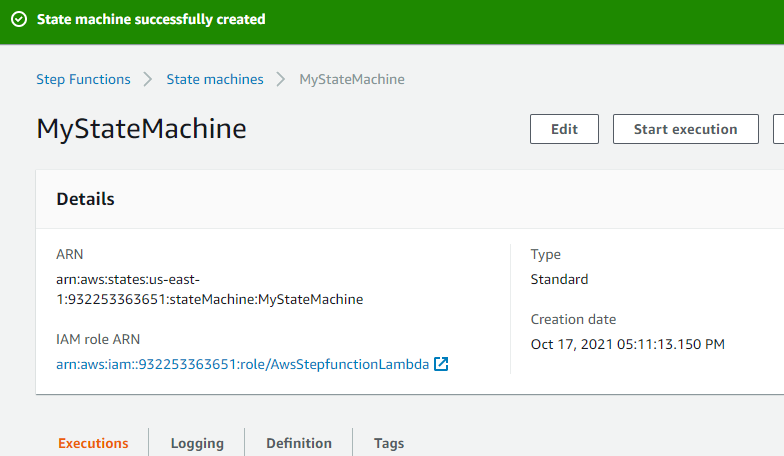 State machine successfully created
Step Functions > State machines > MyStateMachine
MyStateMachine
Edit
Start execution
Details
ARN
arn:aws:states:us-east-
1:932253363651:stateMachine:MyStateMachine
Type
Standard
IAM role ARN
arn:aws:iam::932253363651:role/AwsStepfunctionLambda
Creation date
Oct 17, 2021 05:11:13.150 PM
Executions
Logging
Definition
Tags